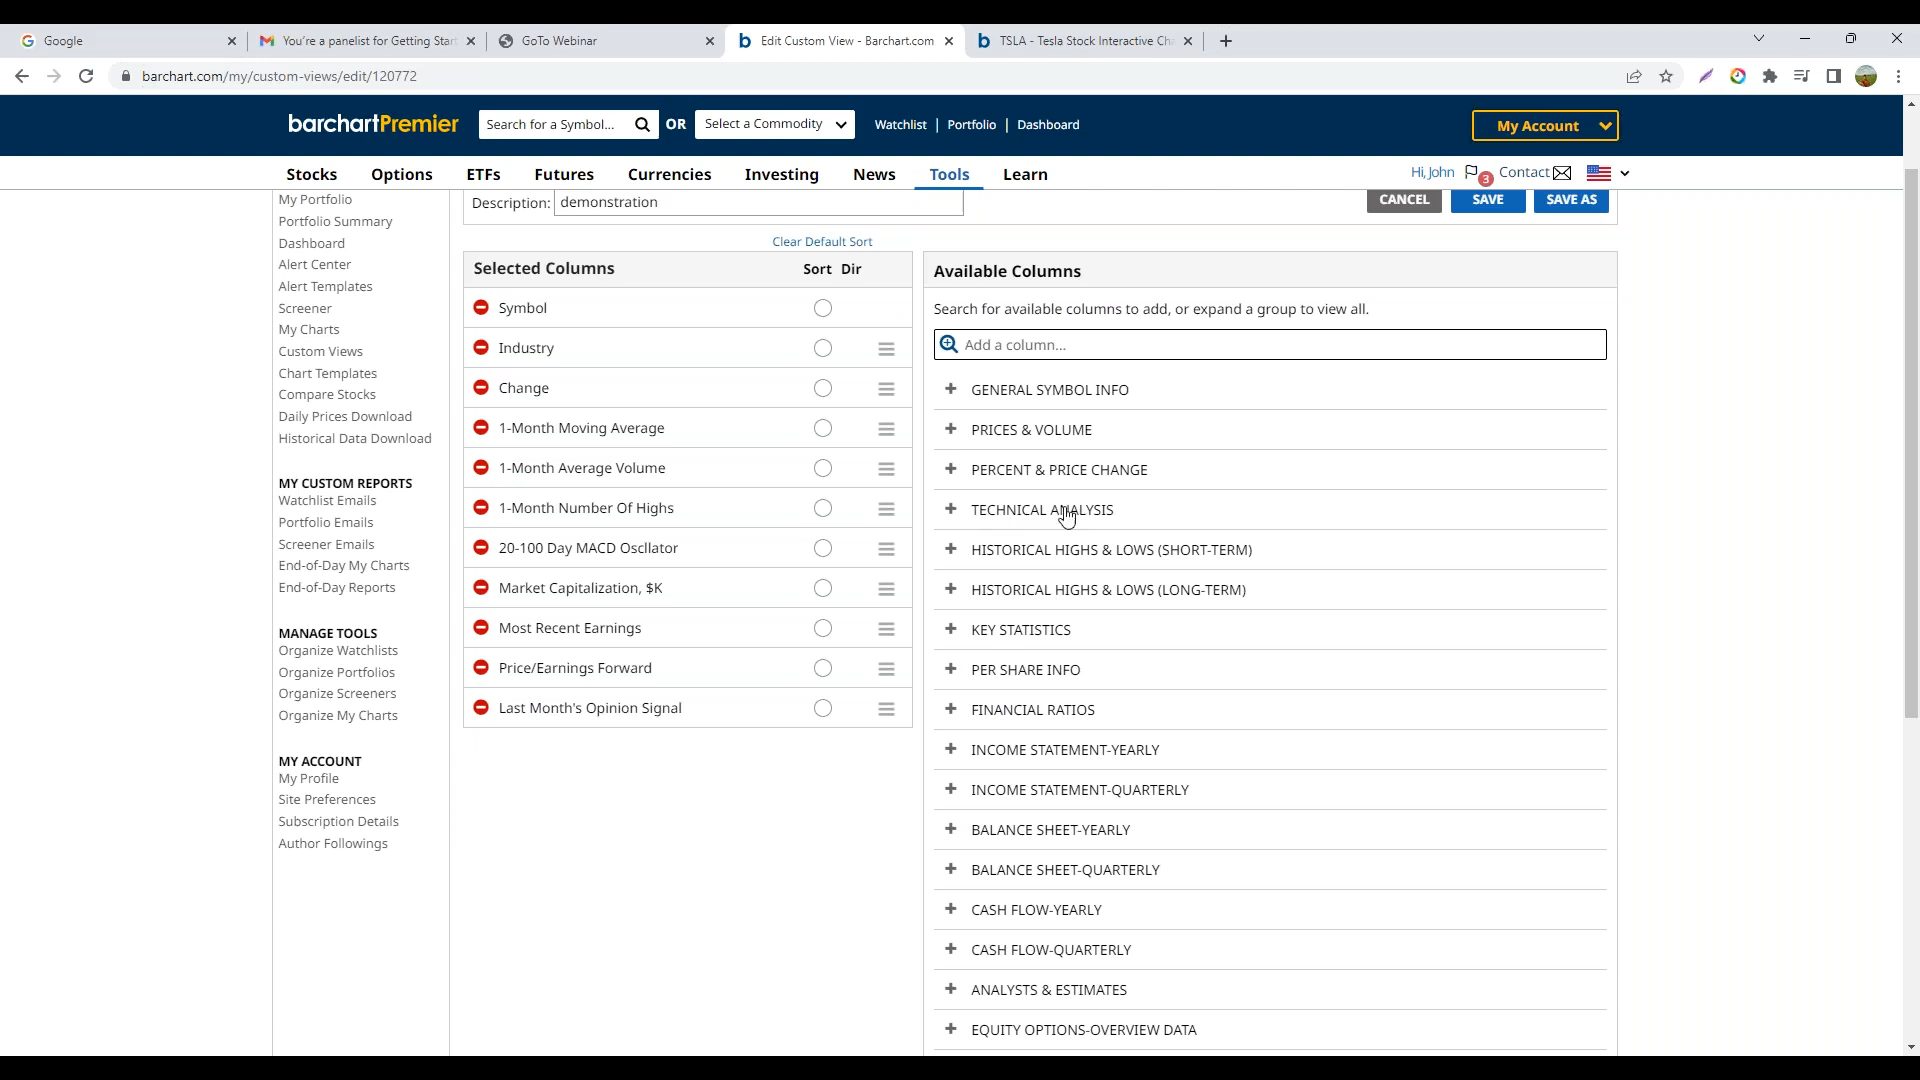 Google
You're a panelist for Getting Star
GoTo Webinar
Edit Custom View - Barchart.com
TSLA - Tesla Stock Interactive Cha
barchart.com/my/custom-views/edit/120772
barchartPremier
Search for a Symbol...
OR
Select a Commodity
Watchlist | Portfolio | Dashboard
My Account
Stocks Options ETFs Futures Currencies Investing News Tools Learn
Hi, John
3
Contact
My Portfolio
Portfolio Summary
Dashboard
Alert Center
Alert Templates
Screener
My Charts
Custom Views
Chart Templates
Compare Stocks
Daily Prices Download
Historical Data Download
MY CUSTOM REPORTS
Watchlist Emails
Portfolio Emails
Screener Emails
End-of-Day My Charts
End-of-Day Reports
MANAGE TOOLS
Organize Watchlists
Organize Portfolios
Organize Screeners
Organize My Charts
MY ACCOUNT
My Profile
Site Preferences
Subscription Details
Author Followings
Description: demonstration
CANCEL SAVE SAVE AS
Clear Default Sort
Selected Columns Sort Dir
Symbol
Industry
Change
1-Month Moving Average
1-Month Average Volume
1-Month Number Of Highs
20-100 Day MACD Oscllator
Market Capitalization, $K
Most Recent Earnings
Price/Earnings Forward
Last Month's Opinion Signal
Available Columns
Search for available columns to add, or expand a group to view all.
Add a column...
+ GENERAL SYMBOL INFO
+ PRICES & VOLUME
+ PERCENT & PRICE CHANGE
+ TECHNICAL ANALYSIS
+ HISTORICAL HIGHS & LOWS (SHORT-TERM)
+ HISTORICAL HIGHS & LOWS (LONG-TERM)
+ KEY STATISTICS
+ PER SHARE INFO
+ FINANCIAL RATIOS
+ INCOME STATEMENT-YEARLY
+ INCOME STATEMENT-QUARTERLY
+ BALANCE SHEET-YEARLY
+ BALANCE SHEET-QUARTERLY
+ CASH FLOW-YEARLY
+ CASH FLOW-QUARTERLY
+ ANALYSTS & ESTIMATES
+ EQUITY OPTIONS-OVERVIEW DATA